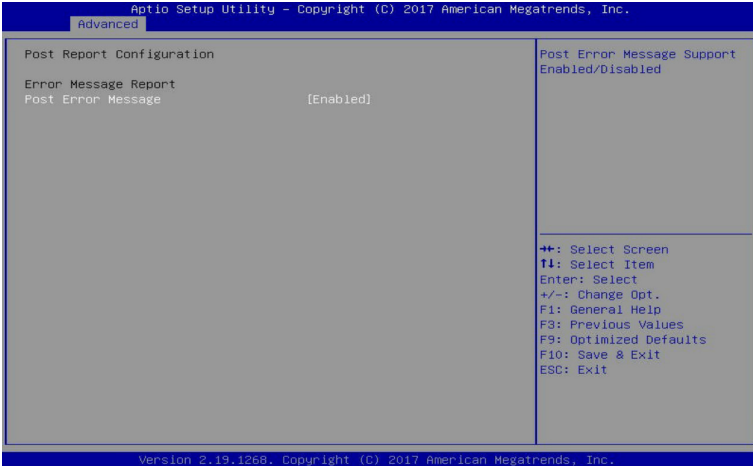 Aptio Setup Utility – Copyright (C) 2017 American Megatrends, Inc.
Advanced
Post Report Configuration
Error Message Report
Post Error Message [Enabled]
Post Error Message Support
Enabled/Disabled
→←: Select Screen
↑↓: Select Item
Enter: Select
+/-: Change Opt.
F1: General Help
F3: Previous Values
F9: Optimized Defaults
F10: Save & Exit
ESC: Exit
Version 2.19.1268. Copyright (C) 2017 American Megatrends, Inc.